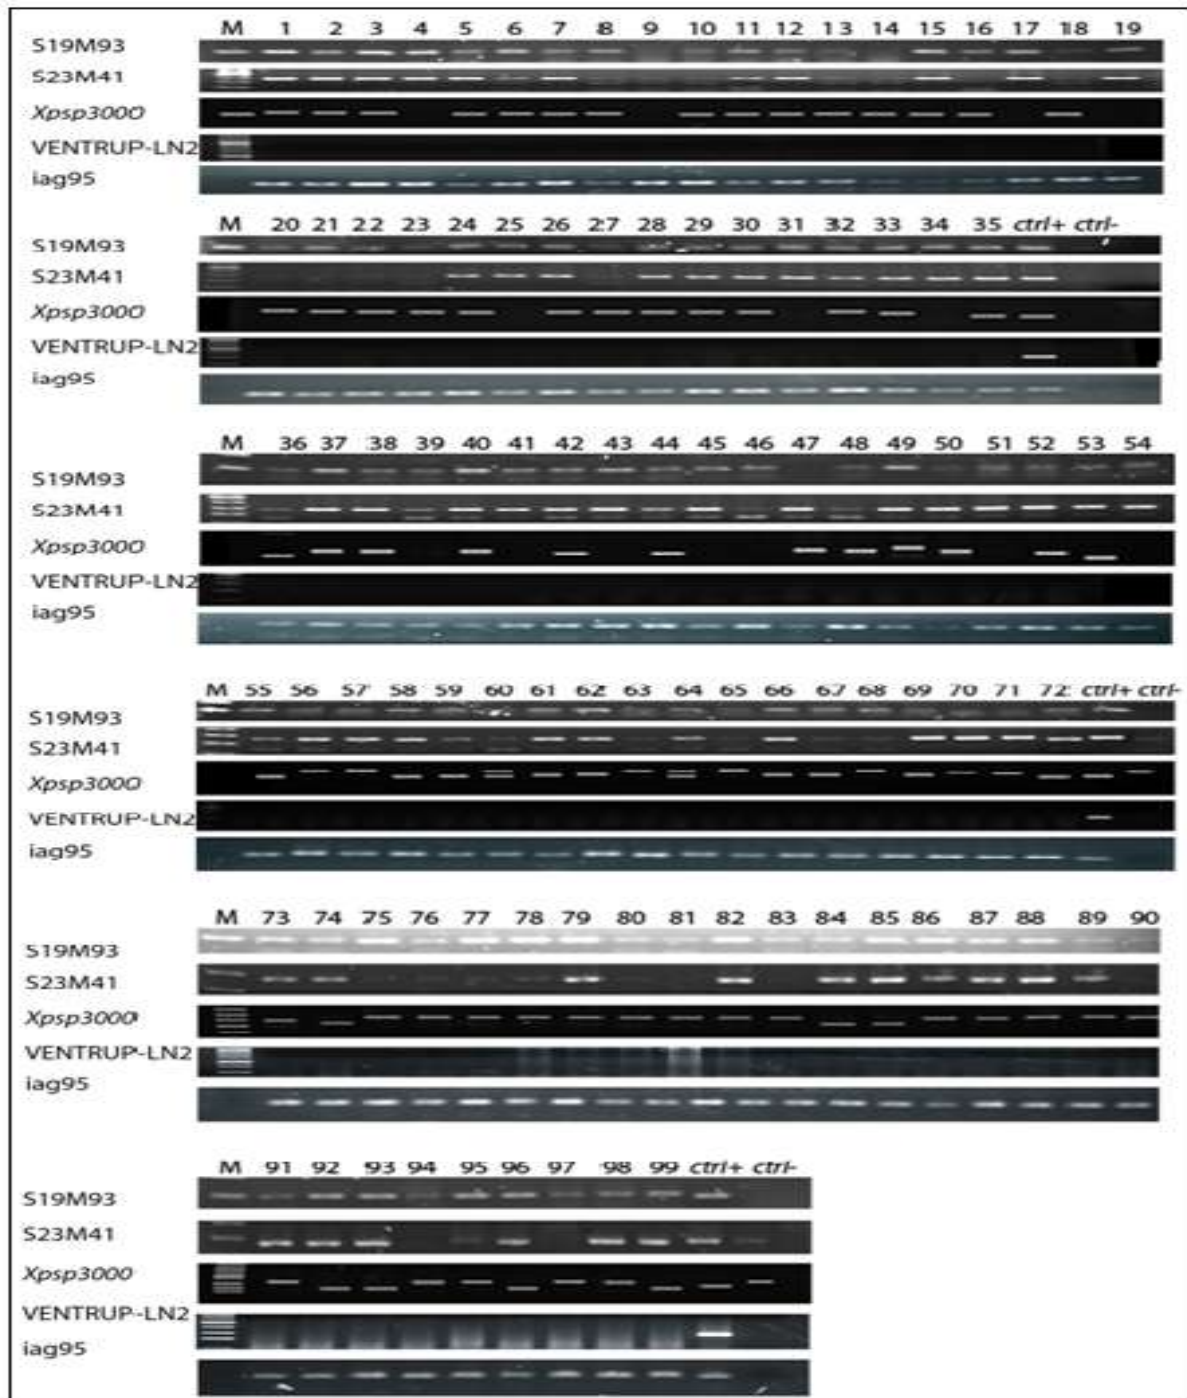 M 1 2 3 4 5 6 7 8 9 10 11 12 13 14 15 16 17 18 19
S19M93
S23M41
Xpsp3000
VENTRUP-LN2
iag95
M 20 21 22 23 24 25 26 27 28 29 30 31 32 33 34 35 ctrl+ ctrl-
S19M93
S23M41
Xpsp3000
VENTRUP-LN2
iag95
M 36 37 38 39 40 41 42 43 44 45 46 47 48 49 50 51 52 53 54
S19M93
S23M41
Xpsp3000
VENTRUP-LN2
iag95
M 55 56 57 58 59 60 61 62 63 64 65 66 67 68 69 70 71 72 ctrl+ ctrl-
S19M93
S23M41
Xpsp3000
VENTRUP-LN2
iag95
M 73 74 75 76 77 78 79 80 81 82 83 84 85 86 87 88 89 90
S19M93
S23M41
Xpsp3000
VENTRUP-LN2
iag95
M 91 92 93 94 95 96 97 98 99 ctrl+ ctrl-
S19M93
S23M41
Xpsp3000
VENTRUP-LN2
iag95